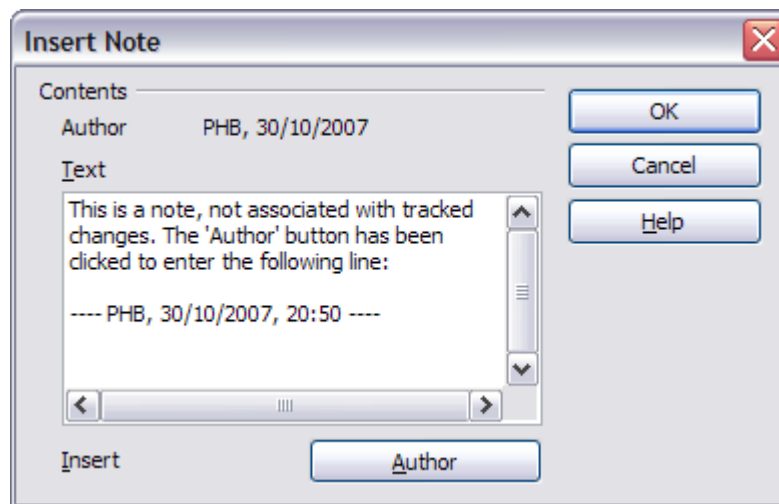 Insert Note
Contents
Author PHB, 30/10/2007
Text
This is a note, not associated with tracked
changes. The 'Author' button has been
clicked to enter the following line:
---- PHB, 30/10/2007, 20:50 ----
Insert
Author
OK
Cancel
Help